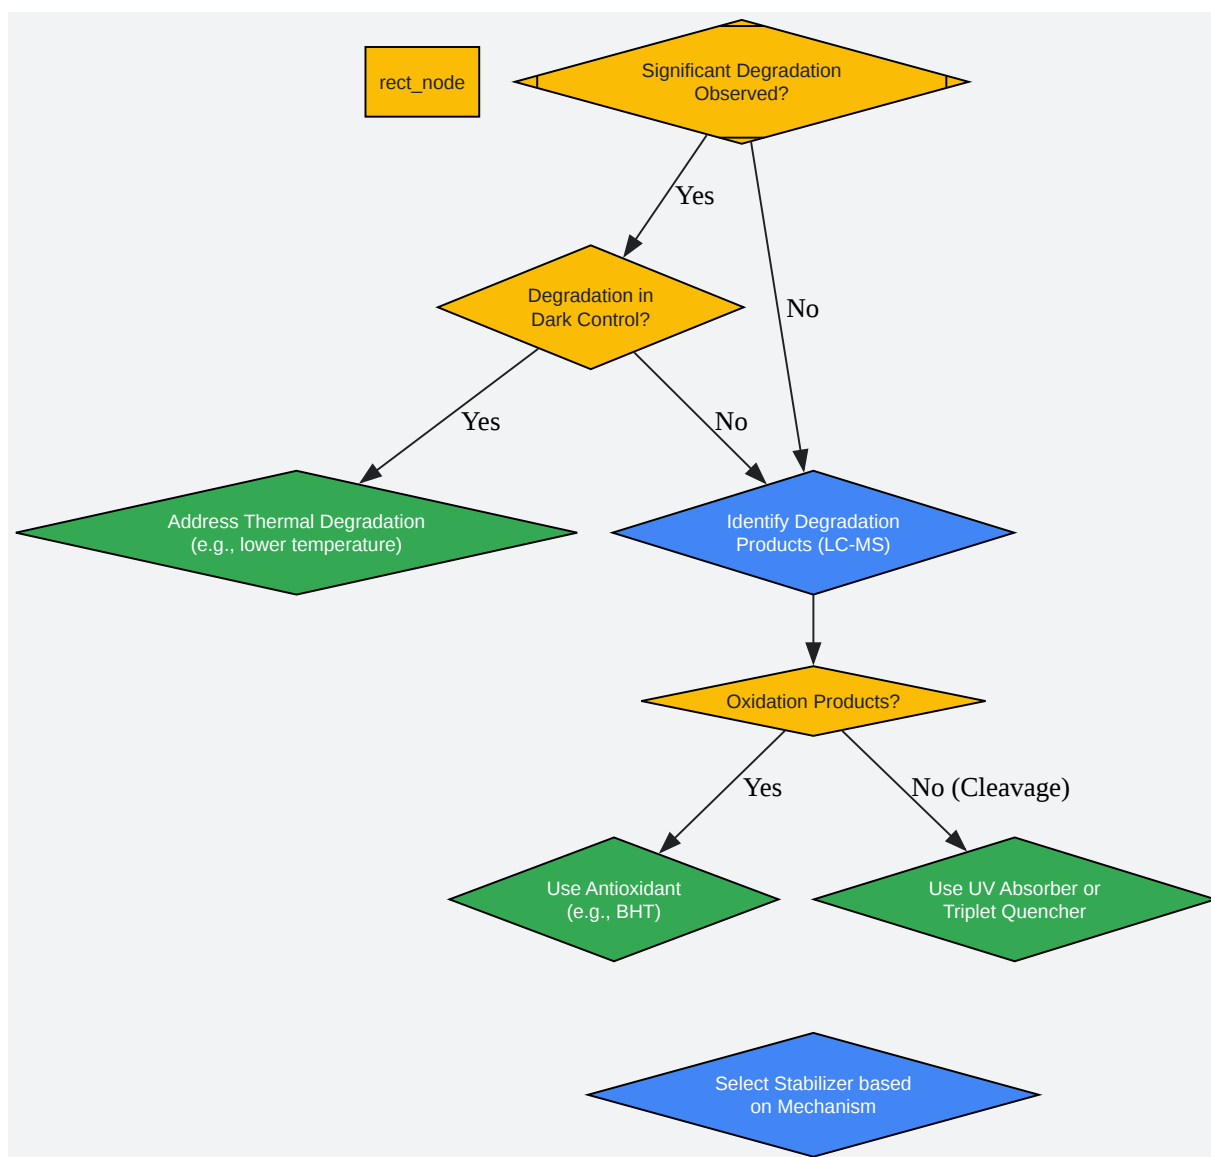 rect_node
Significant Degradation
Observed?
Yes
No
Degradation in
Dark Control?
Yes
No
Address Thermal Degradation
(e.g., lower temperature)
Identify Degradation
Products (LC-MS)
Oxidation Products?
Yes
No (Cleavage)
Use Antioxidant
(e.g., BHT)
Use UV Absorber or
Triplet Quencher
Select Stabilizer based
on Mechanism